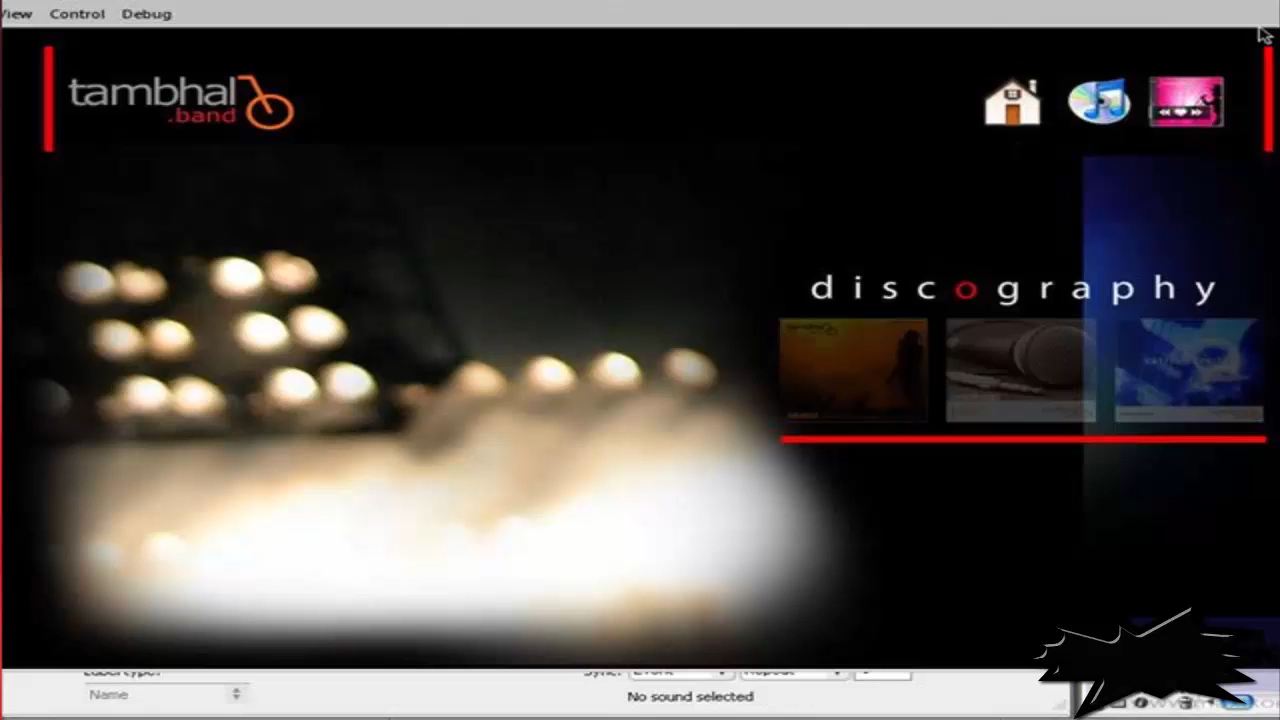 View Control Debug
tambhal
.band
discography
Name
No sound selected